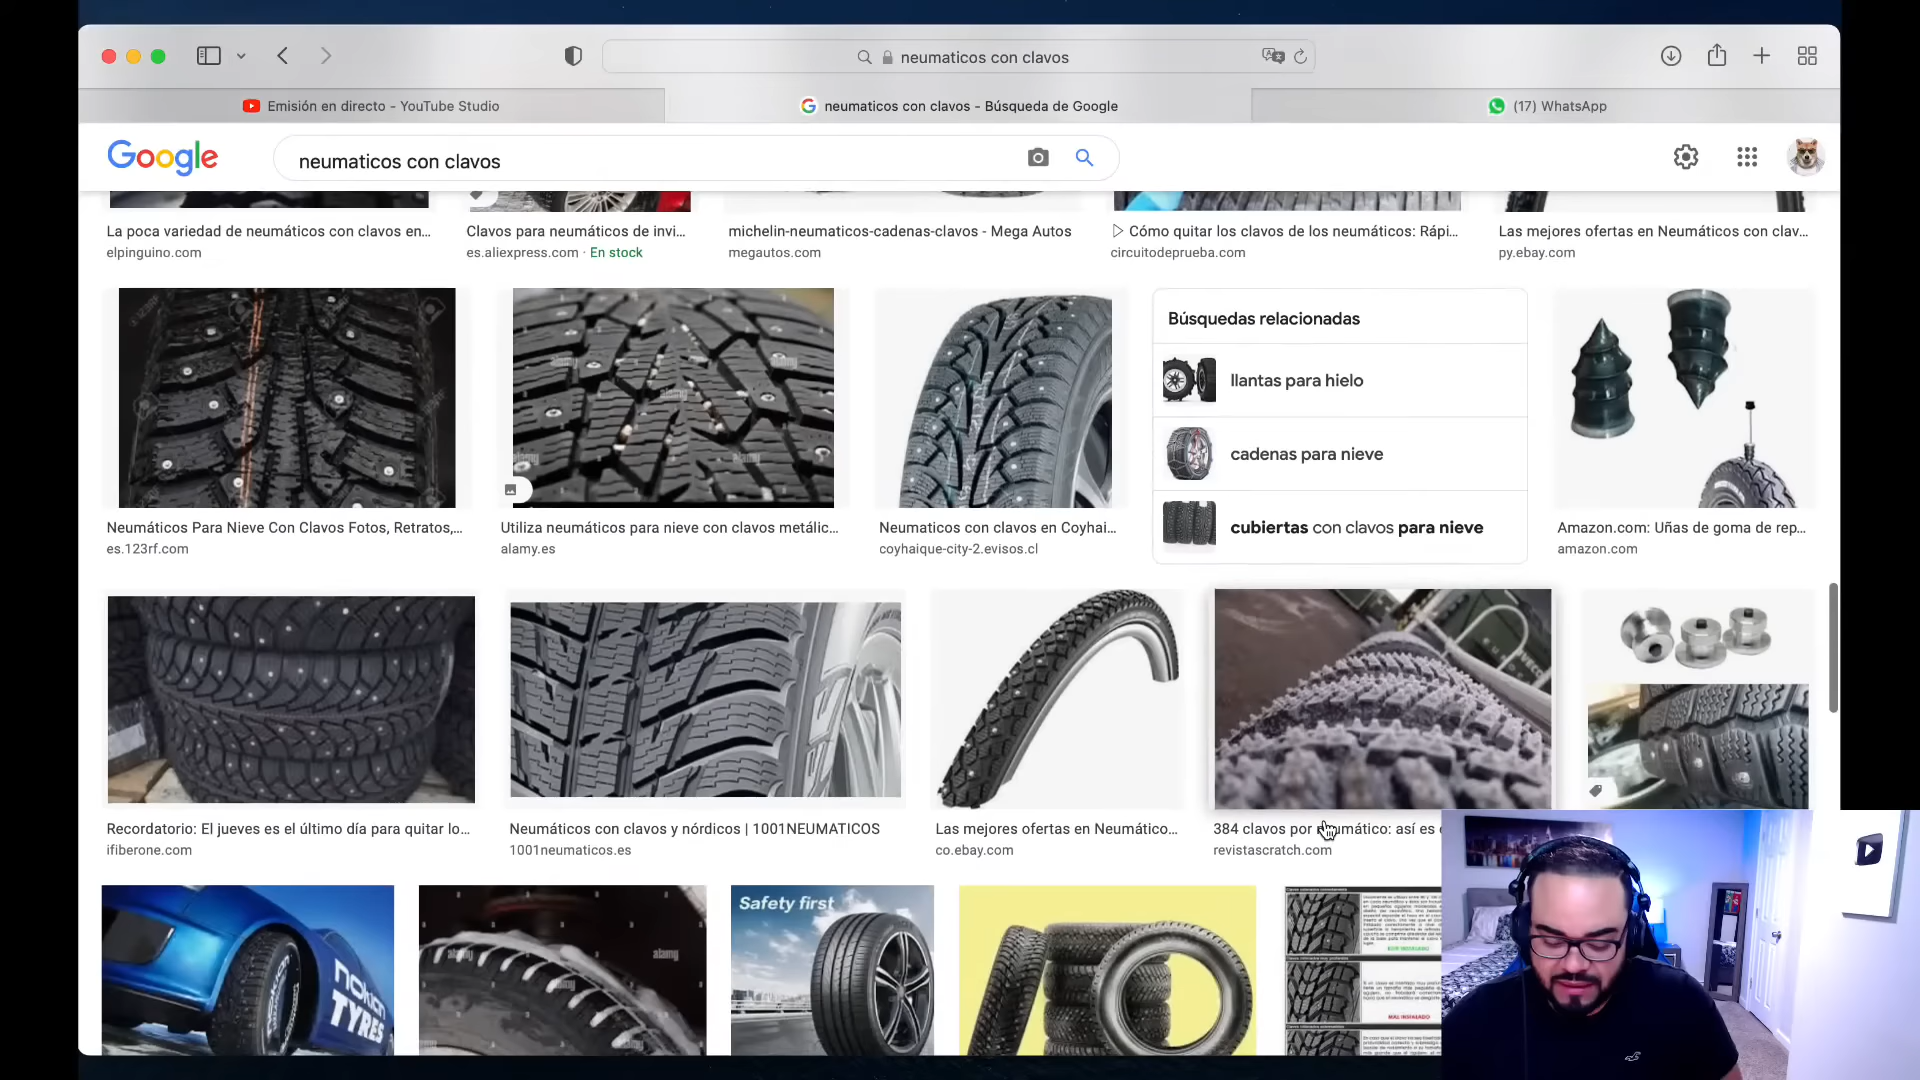 neumaticos con clavos
Emisión en directo - YouTube Studio
neumaticos con clavos - Búsqueda de Google
(17) WhatsApp
Google
neumaticos con clavos
La poca variedad de neumáticos con clavos en...
elpinguino.com
Clavos para neumáticos de invi...
es.aliexpress.com · En stock
michelin-neumaticos-cadenas-clavos - Mega Autos
megautos.com
▷ Cómo quitar los clavos de los neumáticos: Rápi...
circuitodeprueba.com
Las mejores ofertas en Neumáticos con clav...
py.ebay.com
Neumáticos Para Nieve Con Clavos Fotos, Retratos,...
es.123rf.com
Utiliza neumáticos para nieve con clavos metálic...
alamy.es
Neumaticos con clavos en Coyhai...
coyhaique-city-2.evisos.cl
Búsquedas relacionadas
llantas para hielo
cadenas para nieve
cubiertas con clavos para nieve
Amazon.com: Uñas de goma de rep...
amazon.com
Recordatorio: El jueves es el último día para quitar lo...
ifiberone.com
Neumáticos con clavos y nórdicos | 1001NEUMATICOS
1001neumaticos.es
Las mejores ofertas en Neumático...
co.ebay.com
384 clavos por neumático: así es
revistascratch.com
NOKIAN
TYRES
alamy
Safety first